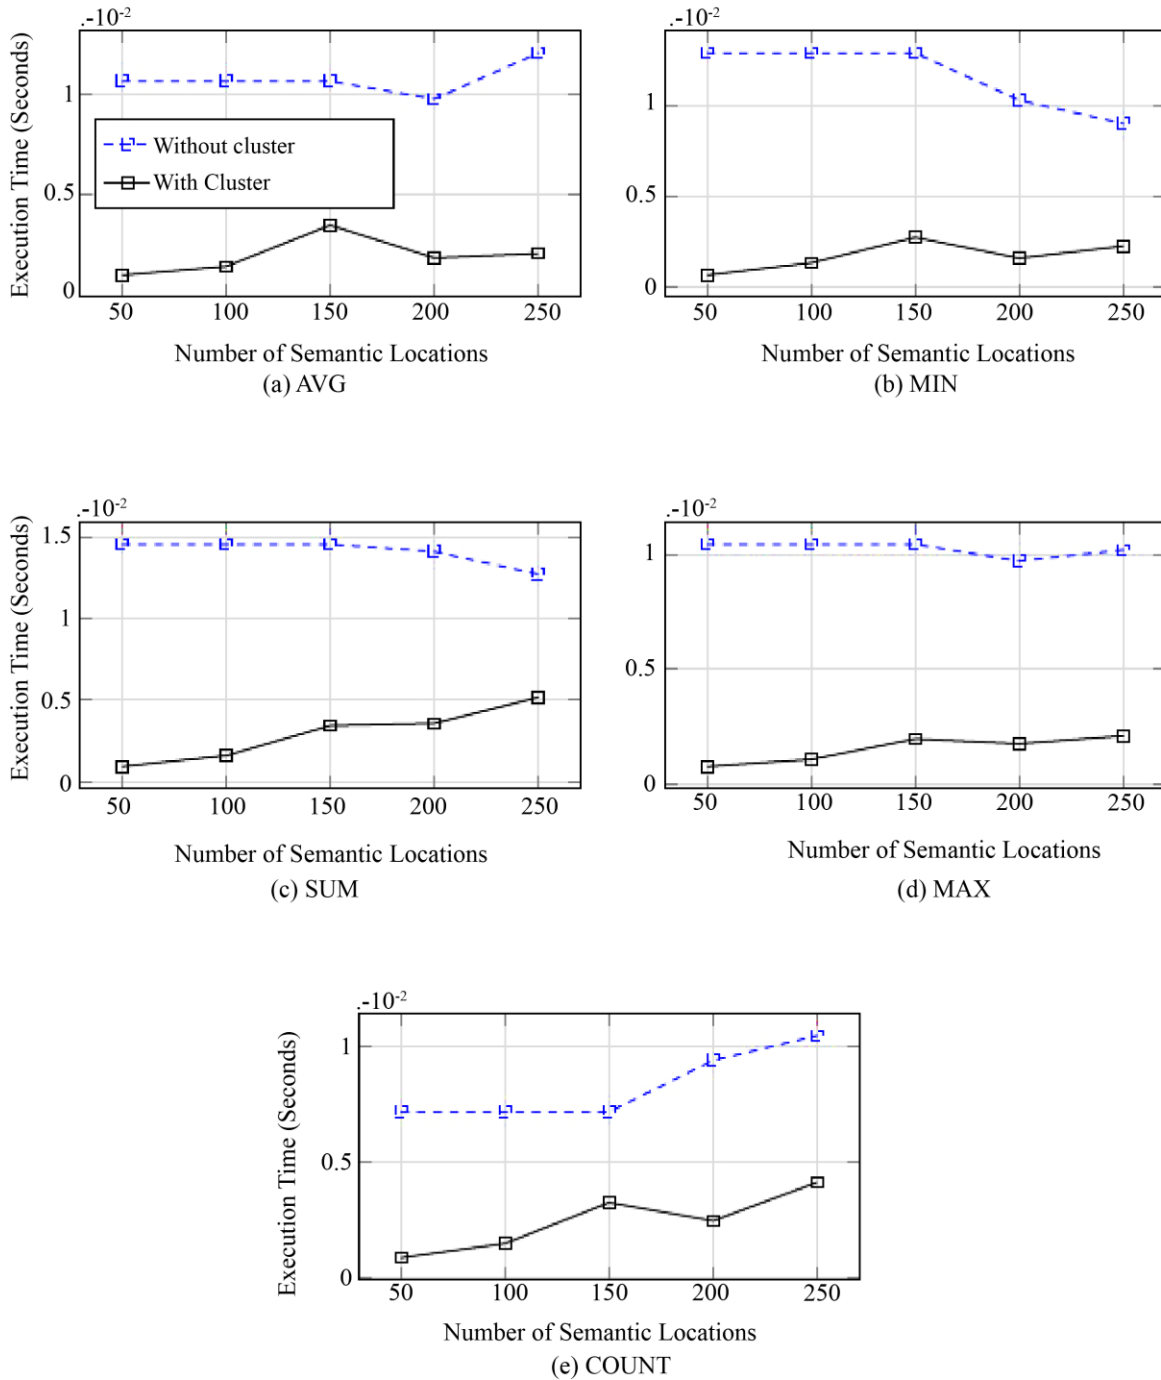 .-10-2
Execution Time (Seconds)
1
0.5
0
Without cluster
With Cluster
50 100 150 200 250
Number of Semantic Locations
(a) AVG
.-10-2
1
0.5
0
50 100 150 200 250
Number of Semantic Locations
(b) MIN
.-10-2
Execution Time (Seconds)
1.5
1
0.5
0
50 100 150 200 250
Number of Semantic Locations
(c) SUM
.-10-2
1
0.5
0
50 100 150 200 250
Number of Semantic Locations
(d) MAX
.-10-2
Execution Time (Seconds)
1
0.5
0
50 100 150 200 250
Number of Semantic Locations
(e) COUNT